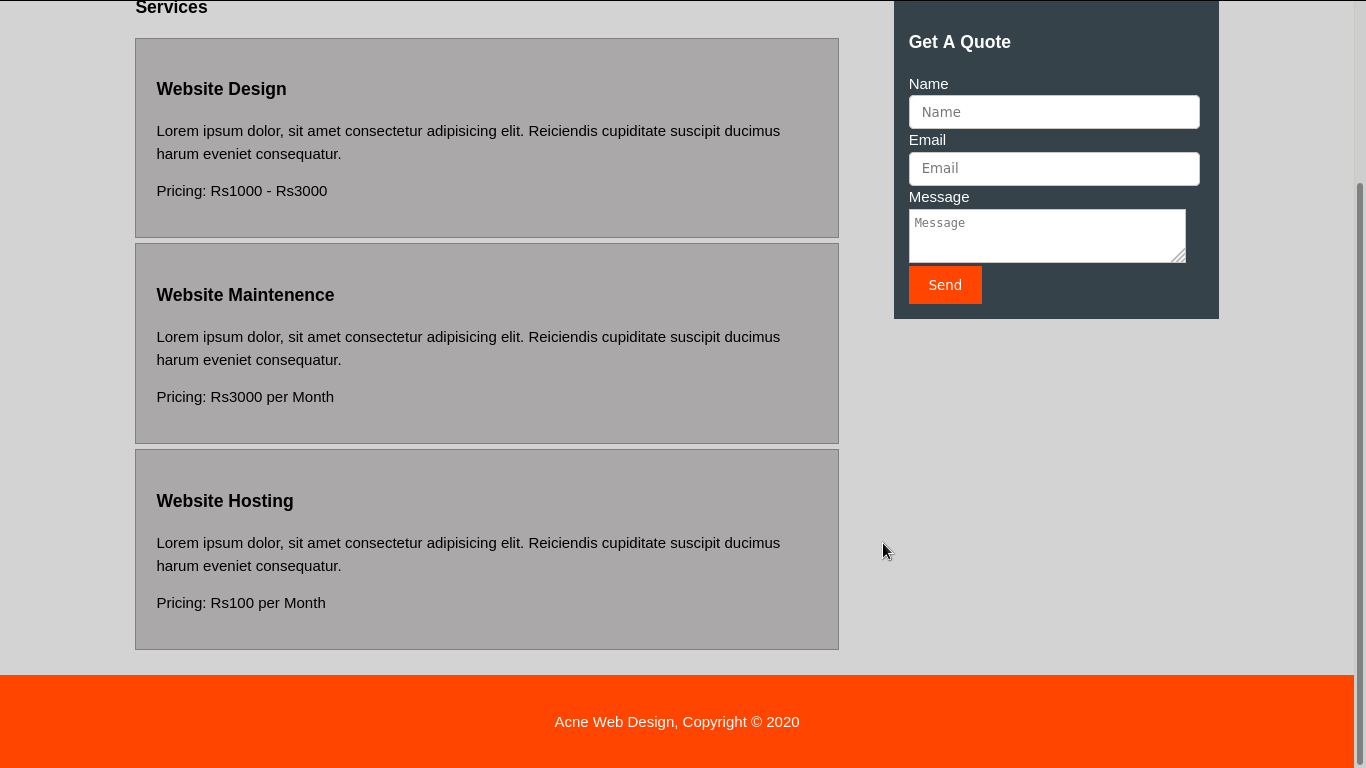 Services
Website Design
Lorem ipsum dolor, sit amet consectetur adipisicing elit. Reiciendis cupiditate suscipit ducimus
harum eveniet consequatur.
Pricing: Rs1000 - Rs3000
Website Maintenence
Lorem ipsum dolor, sit amet consectetur adipisicing elit. Reiciendis cupiditate suscipit ducimus
harum eveniet consequatur.
Pricing: Rs3000 per Month
Website Hosting
Lorem ipsum dolor, sit amet consectetur adipisicing elit. Reiciendis cupiditate suscipit ducimus
harum eveniet consequatur.
Pricing: Rs100 per Month
Get A Quote
Name
Name
Email
Email
Message
Message
Send
Acne Web Design, Copyright © 2020